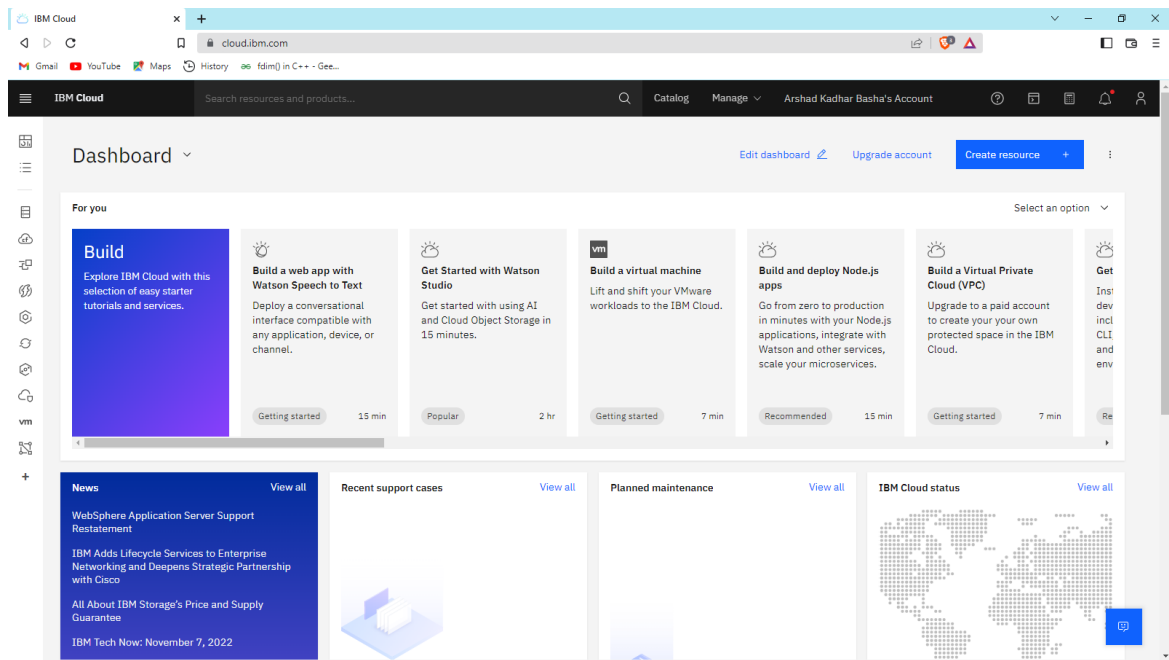 IBM Cloud
cloud.ibm.com
Gmail YouTube Maps History fdim() in C++ - Gee...
IBM Cloud Search resources and products... Catalog Manage Arshad Kadhar Basha's Account
Dashboard Edit dashboard Upgrade account Create resource +
For you Select an option
Build
Explore IBM Cloud with this
selection of easy starter
tutorials and services.
Build a web app with
Watson Speech to Text
Deploy a conversational
interface compatible with
any application, device, or
channel.
Getting started 15 min
Get Started with Watson
Studio
Get started with using AI
and Cloud Object Storage in
15 minutes.
Popular 2 hr
vm
Build a virtual machine
Lift and shift your VMware
workloads to the IBM Cloud.
Getting started 7 min
Build and deploy Node.js
apps
Go from zero to production
in minutes with your Node.js
applications, integrate with
Watson and other services,
scale your microservices.
Recommended 15 min
Build a Virtual Private
Cloud (VPC)
Upgrade to a paid account
to create your your own
protected space in the IBM
Cloud.
Getting started 7 min
Get
Inst
dev
incl
CLI,
and
env
Re
vm
News View all
WebSphere Application Server Support
Restatement
IBM Adds Lifecycle Services to Enterprise
Networking and Deepens Strategic Partnership
with Cisco
All About IBM Storage's Price and Supply
Guarantee
IBM Tech Now: November 7, 2022
Recent support cases View all
Planned maintenance View all
IBM Cloud status View all